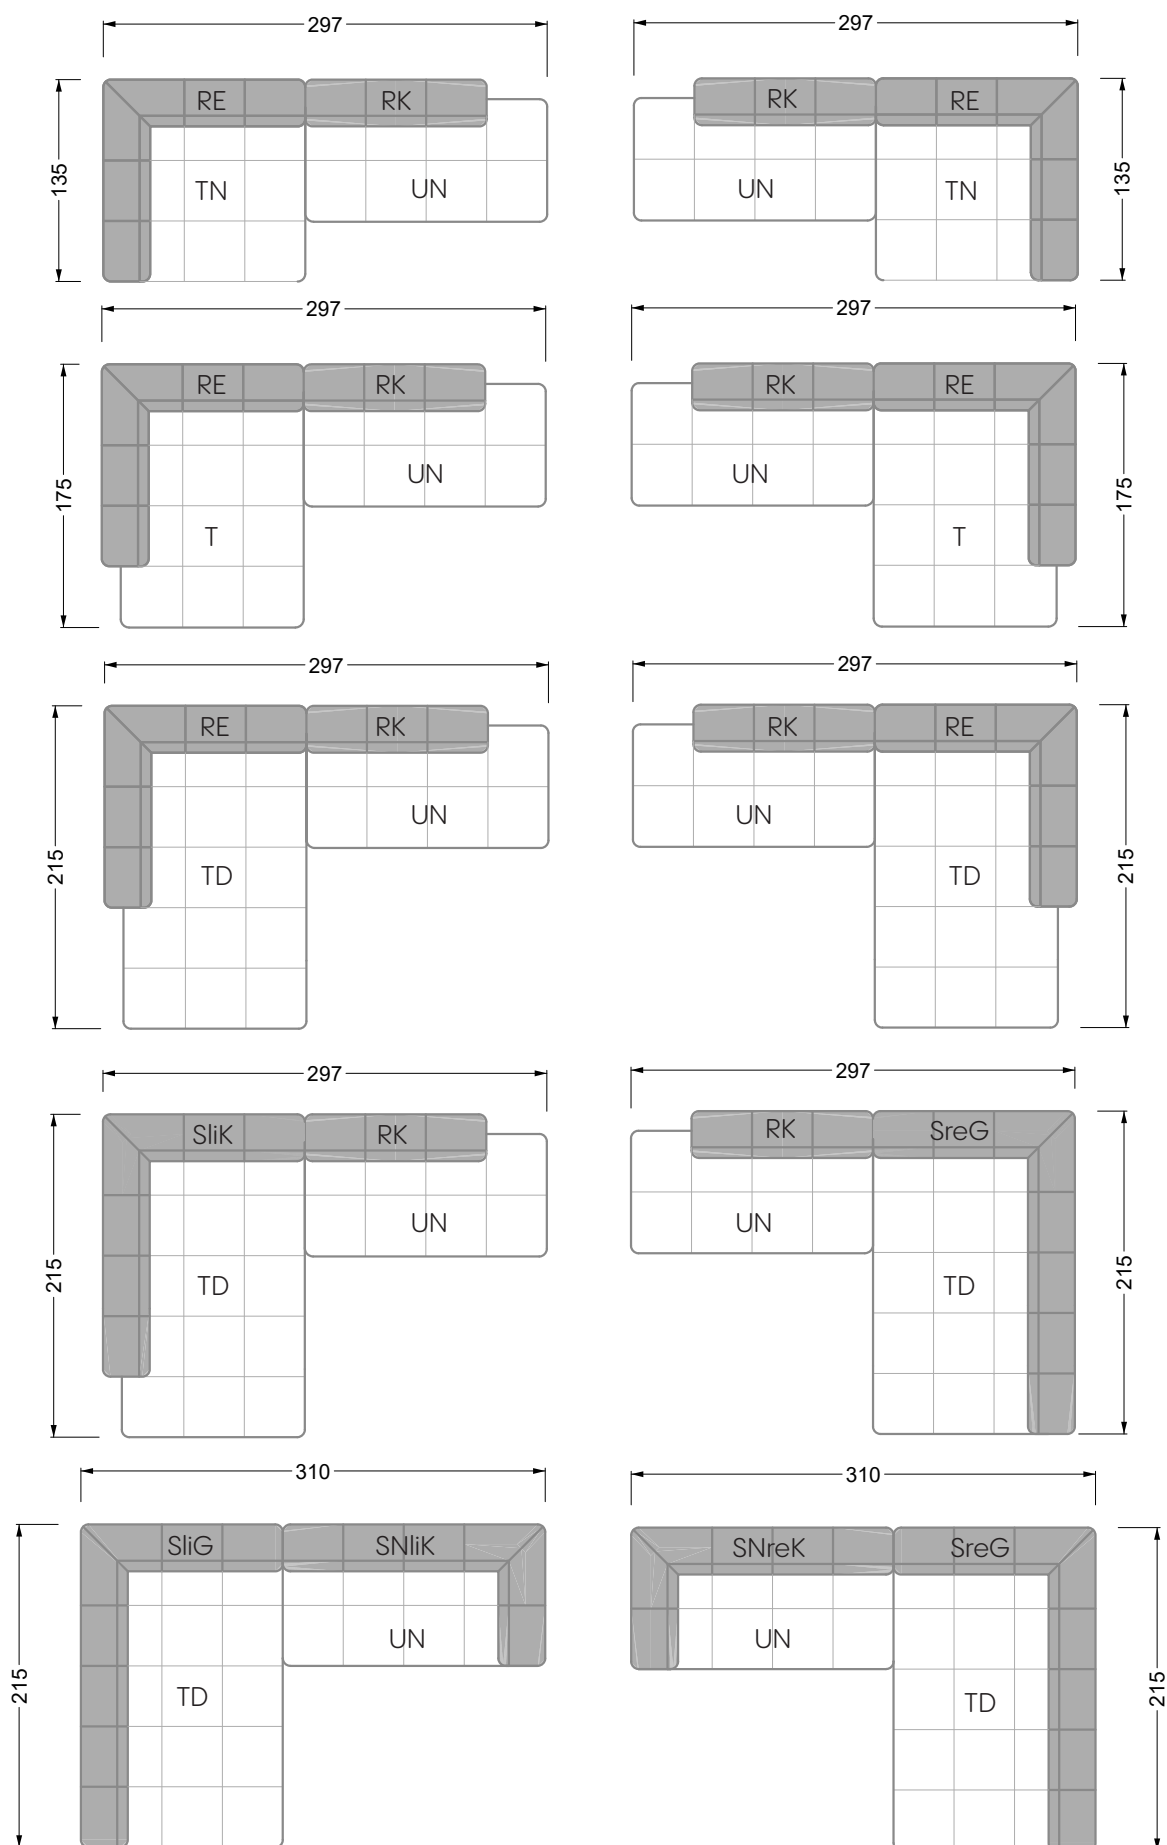 297 297
RE RK RK RE
135 TN UN UN TN 135
297 297
RE RK RK RE
175 UN UN 175
T T
297 297
RE RK RK RE
UN UN
215 TD TD 215
297 297
SliK RK RK SreG
UN UN
215 TD TD 215
310 310
SliG SNliK SNreK SreG
UN UN
215 TD TD 215